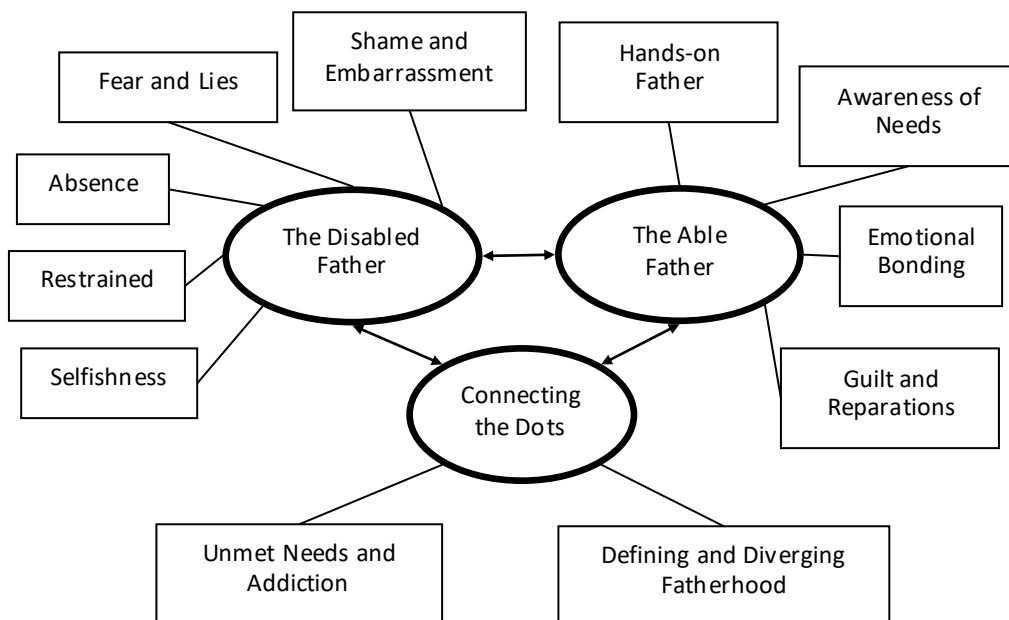 Shame and
Embarrassment
Hands-on
Father
Fear and Lies
Awareness of
Needs
Absence
The Disabled
Father
The Able
Father
Emotional
Bonding
Restrained
Selfishness
Connecting
the Dots
Guilt and
Reparations
Unmet Needs and
Addiction
Defining and Diverging
Fatherhood